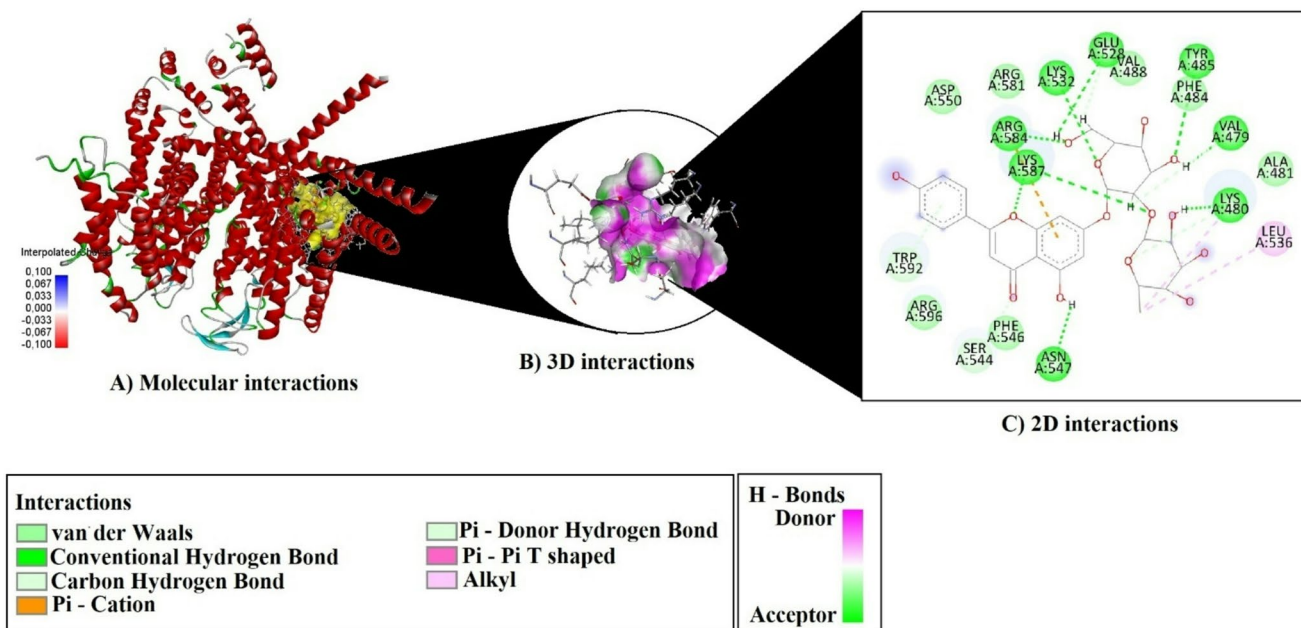 Interpolated
0,100
0,067
0,033
0,000
-0,033
-0,067
-0,100
A) Molecular interactions
B) 3D interactions
GLU
A:528
VAL
A:488
TYR
A:485
PHE
A:484
LYS
A:532
ARG
A:581
ASP
A:550
ARG
A:584
LYS
A:587
VAL
A:479
ALA
A:481
LYS
A:480
LEU
A:536
TRP
A:592
ARG
A:596
SER
A:544
PHE
A:546
ASN
A:547
H
H
H
H
H
H
O
O
O
O
O
O
O
O
O
O
O
O
O
O
C) 2D interactions
Interactions
van der Waals
Conventional Hydrogen Bond
Carbon Hydrogen Bond
Pi - Cation
Pi - Donor Hydrogen Bond
Pi - Pi T shaped
Alkyl
H - Bonds
Donor
Acceptor